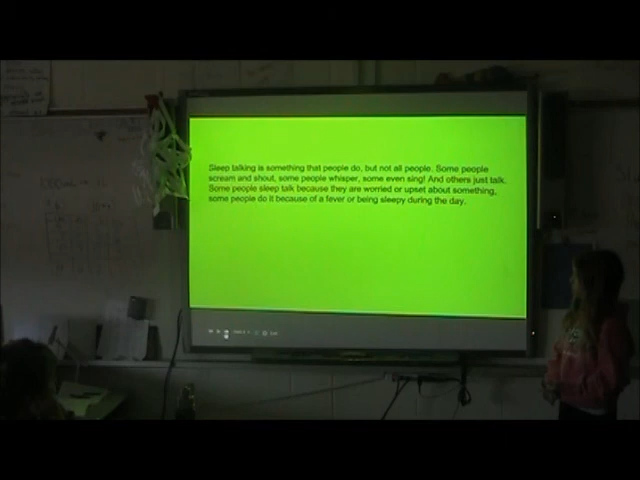 Sleep talking is something that people do, but not all people. Some people
scream and shout, some people whisper, some even sing! And others just talk.
Some people sleep talk because they are worried or upset about something,
some people do it because of a fever or being sleepy during the day.